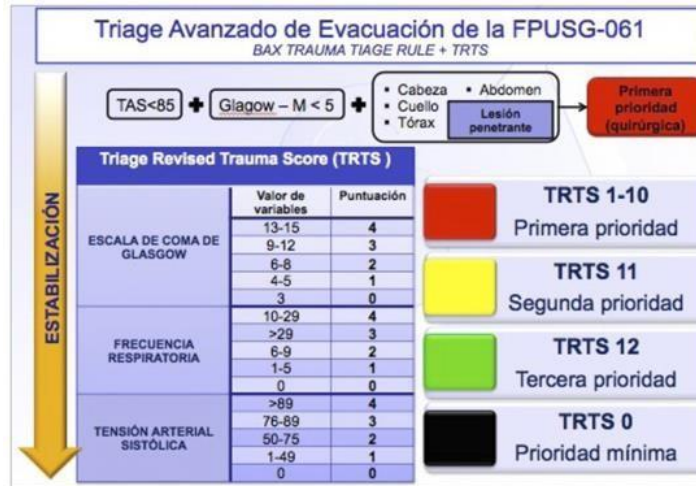 Triage Avanzado de Evacuación de la FPUSG-061
BAX TRAUMA TIAGE RULE + TRTS
TAS<85
Glagow – M < 5
Cabeza
Cuello
Tórax
Abdomen
Lesión
penetrante
Primera
prioridad
(quirúrgica)
ESTABILIZACIÓN
Triage Revised Trauma Score (TRTS )
Valor de
variables
Puntuación
ESCALA DE COMA DE
GLASGOW
13-15 4
9-12 3
6-8 2
4-5 1
3 0
FRECUENCIA
RESPIRATORIA
10-29 4
>29 3
6-9 2
1-5 1
0 0
TENSIÓN ARTERIAL
SISTÓLICA
>89 4
76-89 3
50-75 2
1-49 1
0 0
TRTS 1-10
Primera prioridad
TRTS 11
Segunda prioridad
TRTS 12
Tercera prioridad
TRTS 0
Prioridad mínima